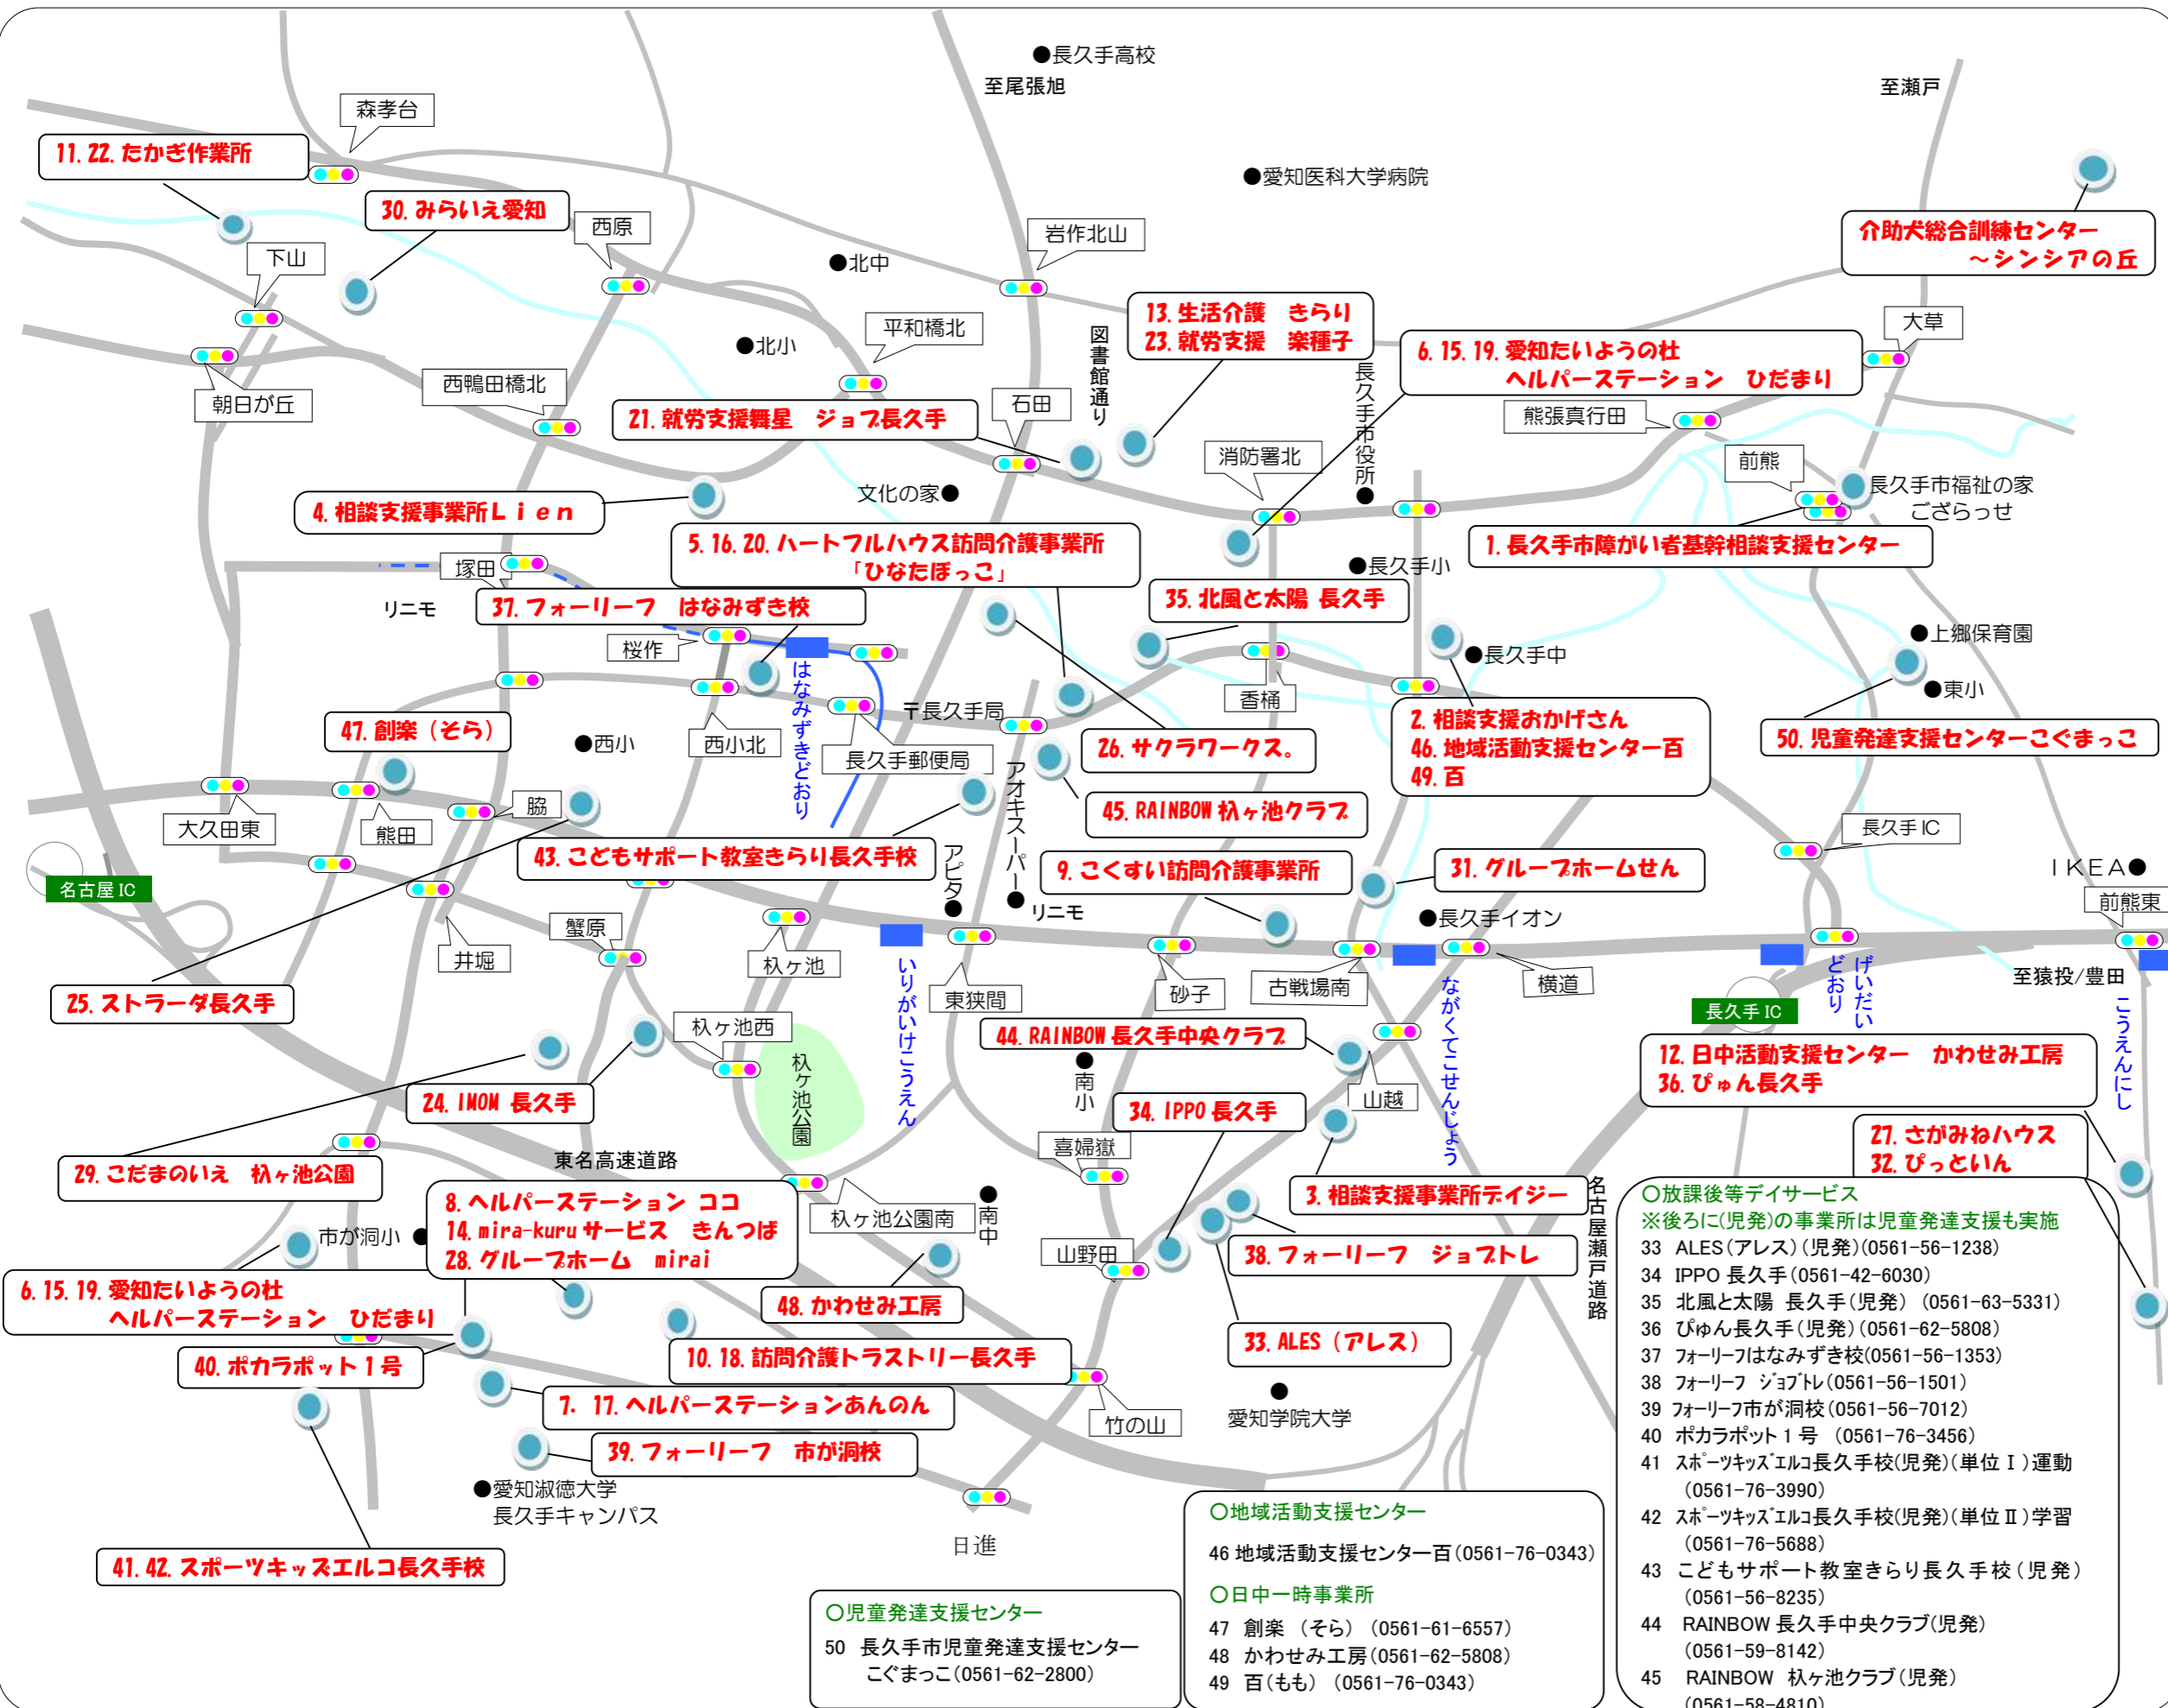 ●長久手高校
至尾張旭
至瀬戸
森孝台
11. 22. たかぎ作業所
●愛知医科大学病院
30. みらいえ愛知
西原
岩作北山
介助犬総合訓練センター
～シンシアの丘
下山
●北中
13. 生活介護　きらり
23. 就労支援　楽種子
平和橋北
大草
●北小
図書館通り
6. 15. 19. 愛知たいようの杜
ヘルパーステーション　ひだまり
長久手市役所●
西鴨田橋北
朝日が丘
21. 就労支援舞星　ジョブ長久手
石田
熊張真行田
消防署北
前熊
文化の家●
長久手市福祉の家
ござらっせ
4. 相談支援事業所Ｌｉｅｎ
5. 16. 20. ハートフルハウス訪問介護事業所
「ひなたぼっこ」
1. 長久手市障がい者基幹相談支援センター
塚田
●長久手小
リニモ
37. フォーリーフ　はなみずき校
35. 北風と太陽 長久手
桜作
●上郷保育園
●長久手中
はなみずきどおり
香桶
●東小
〒長久手局
2. 相談支援おかげさん
46. 地域活動支援センター百
49. 百
47. 創楽（そら）
●西小
西小北
長久手郵便局
26. サクラワークス。
50. 児童発達支援センターこぐまっこ
アオキスーパー●
大久田東
熊田
脇
45. RAINBOW 杁ヶ池クラブ
長久手 IC
43. こどもサポート教室きらり長久手校
アピタ●
9. こくすい訪問介護事業所
31. グループホームせん
ＩＫＥＡ●
名古屋 IC
リニモ
●長久手イオン
前熊東
蟹原
井堀
杁ヶ池
いりがいけこうえん
東狭間
砂子
古戦場南
ながくてこせんじょう
横道
げいだいどおり
至猿投/豊田
25. ストラーダ長久手
長久手 IC
こうえんにし
杁ヶ池西
44. RAINBOW 長久手中央クラブ
12. 日中活動支援センター　かわせみ工房
36. ぴゅん長久手
杁ヶ池公園
●南小
24. IMOM 長久手
34. IPPO 長久手
山越
喜婦嶽
27. さがみねハウス
32. ぴっといん
29. こだまのいえ　杁ヶ池公園
東名高速道路
8. ヘルパーステーション ココ
14. mira-kuru サービス　きんつば
28. グループホーム　mirai
3. 相談支援事業所デイジー
名古屋瀬戸道路
市が洞小 ●
杁ヶ池公園南
●南中
山野田
38. フォーリーフ　ジョブトレ
6. 15. 19. 愛知たいようの杜
ヘルパーステーション　ひだまり
48. かわせみ工房
33. ALES（アレス）
40. ポカラポット 1 号
10. 18. 訪問介護トラストリー長久手
7. 17. ヘルパーステーションあんのん
竹の山
●
愛知学院大学
39. フォーリーフ　市が洞校
●愛知淑徳大学
長久手キャンパス
日進
41. 42. スポーツキッズエルコ長久手校
○児童発達支援センター
50　長久手市児童発達支援センター
こぐまっこ(0561-62-2800)
○地域活動支援センター
46 地域活動支援センター百(0561-76-0343)
○日中一時事業所
47　創楽　(そら)　(0561-61-6557)
48　かわせみ工房(0561-62-5808)
49　百(もも)　(0561-76-0343)
○放課後等デイサービス
※後ろに(児発)の事業所は児童発達支援も実施
33　ALES(アレス)(児発)(0561-56-1238)
34　IPPO 長久手(0561-42-6030)
35　北風と太陽 長久手(児発)　(0561-63-5331)
36　ぴゅん長久手(児発)(0561-62-5808)
37　フォーリーフはなみずき校(0561-56-1353)
38　フォーリーフ ジョブトレ(0561-56-1501)
39　フォーリーフ市が洞校(0561-56-7012)
40　ポカラポット 1 号　(0561-76-3456)
41　スポーツキッズエルコ長久手校(児発)(単位Ⅰ)運動
(0561-76-3990)
42　スポーツキッズエルコ長久手校(児発)(単位Ⅱ)学習
(0561-76-5688)
43　こどもサポート教室きらり長久手校(児発)
(0561-56-8235)
44　RAINBOW 長久手中央クラブ(児発)
(0561-59-8142)
45　RAINBOW　杁ヶ池クラブ(児発)
(0561-58-4810)